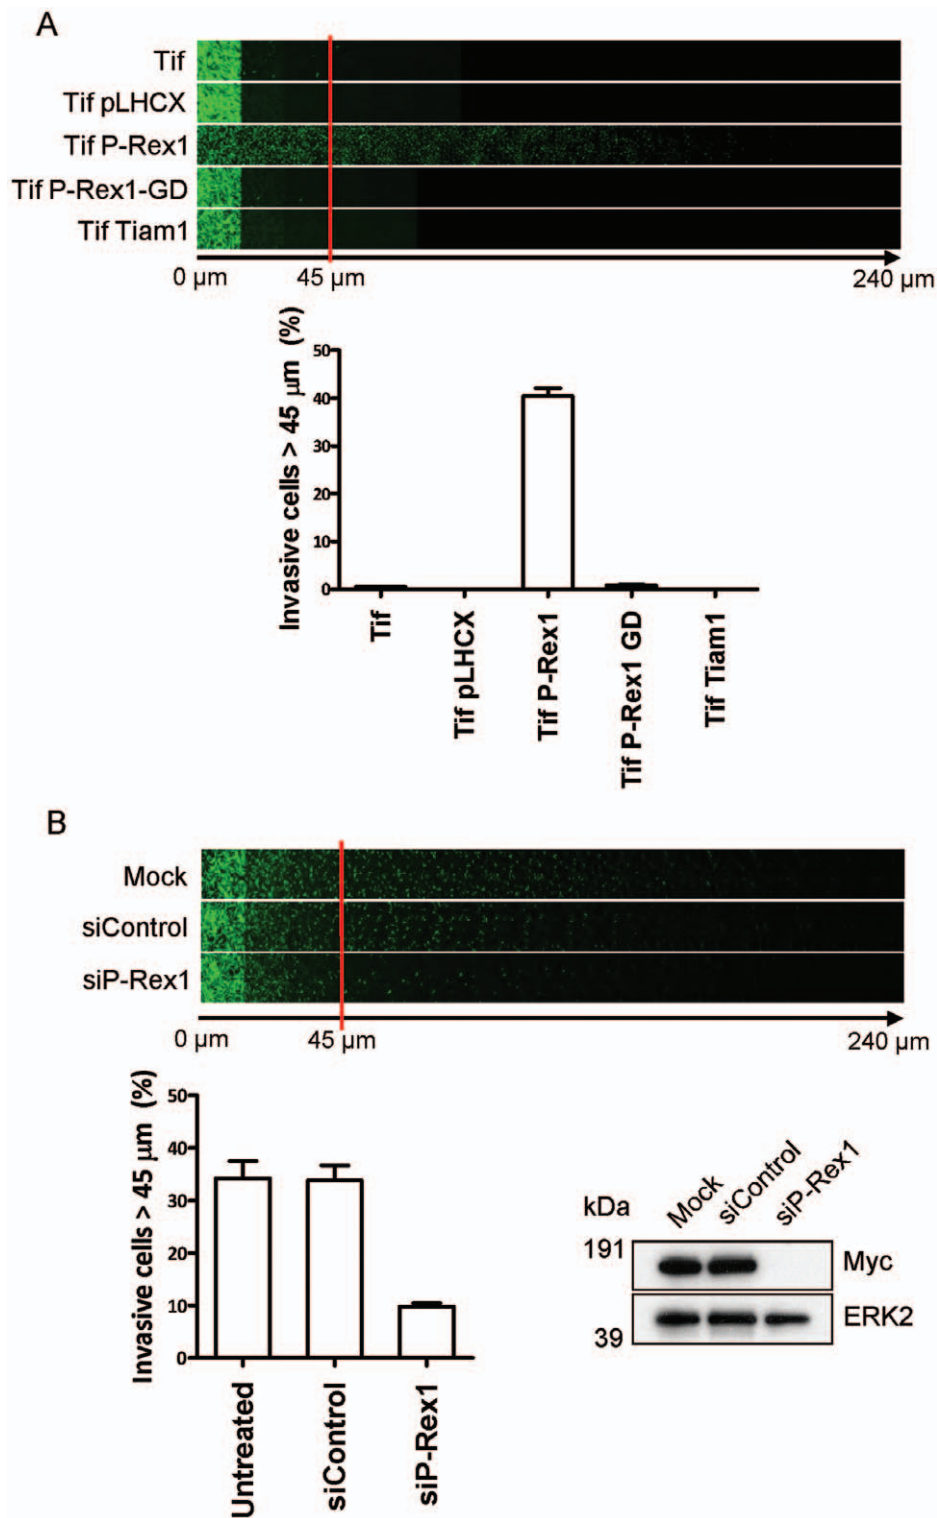 A
Tif
Tif pLHCX
Tif P-Rex1
Tif P-Rex1-GD
Tif Tiam1
0 µm 45 µm 240 µm
Invasive cells > 45 µm (%)
50
40
30
20
10
0
Tif
Tif pLHCX
Tif P-Rex1
Tif P-Rex1 GD
Tif Tiam1
B
Mock
siControl
siP-Rex1
0 µm 45 µm 240 µm
Invasive cells > 45 µm (%)
50
40
30
20
10
0
Untreated
siControl
siP-Rex1
kDa
Mock
siControl
siP-Rex1
191
Myc
ERK2
39